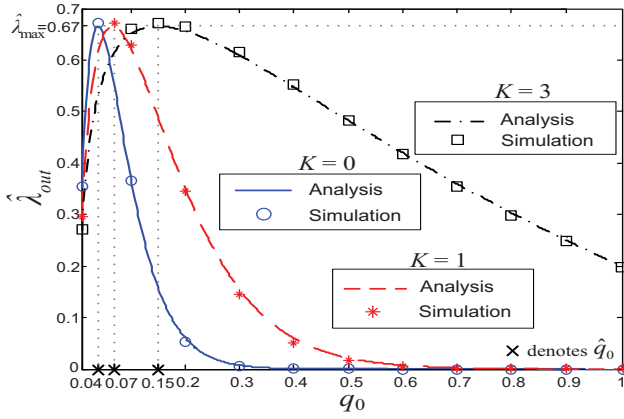 λ̂max=0.67
0.6
0.5
0.4
0.3
0.2
0.1
0
λ̂out
K = 3
Analysis
Simulation
K = 0
Analysis
Simulation
K = 1
Analysis
Simulation
× denotes q̂0
0.04 0.07 0.15 0.2 0.3 0.4 0.5 0.6 0.7 0.8 0.9 1
q0